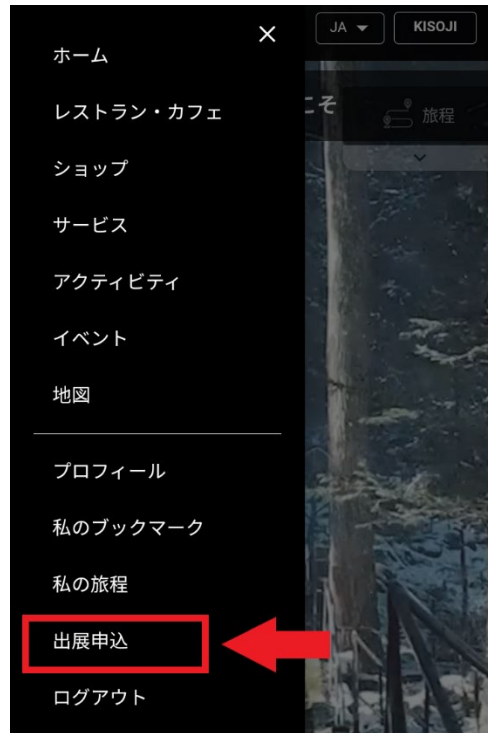 JA
KISOJI
ホーム
レストラン・カフェ
こそ
旅程
ショップ
サービス
アクティビティ
イベント
地図
プロフィール
私のブックマーク
私の旅程
出展申込
ログアウト